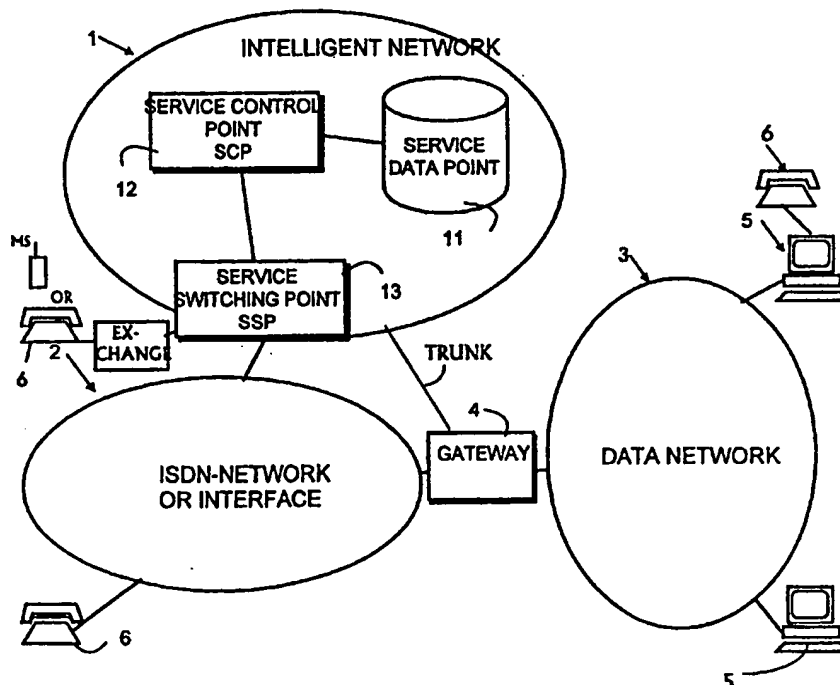 1
INTELLIGENT NETWORK
SERVICE CONTROL
POINT
SCP
12
SERVICE
DATA POINT
11
6
5
MS
OR
6
EX-
CHANGE
SERVICE
SWITCHING POINT
SSP
13
3
2
TRUNK
4
GATEWAY
ISDN-NETWORK
OR INTERFACE
DATA NETWORK
6
5